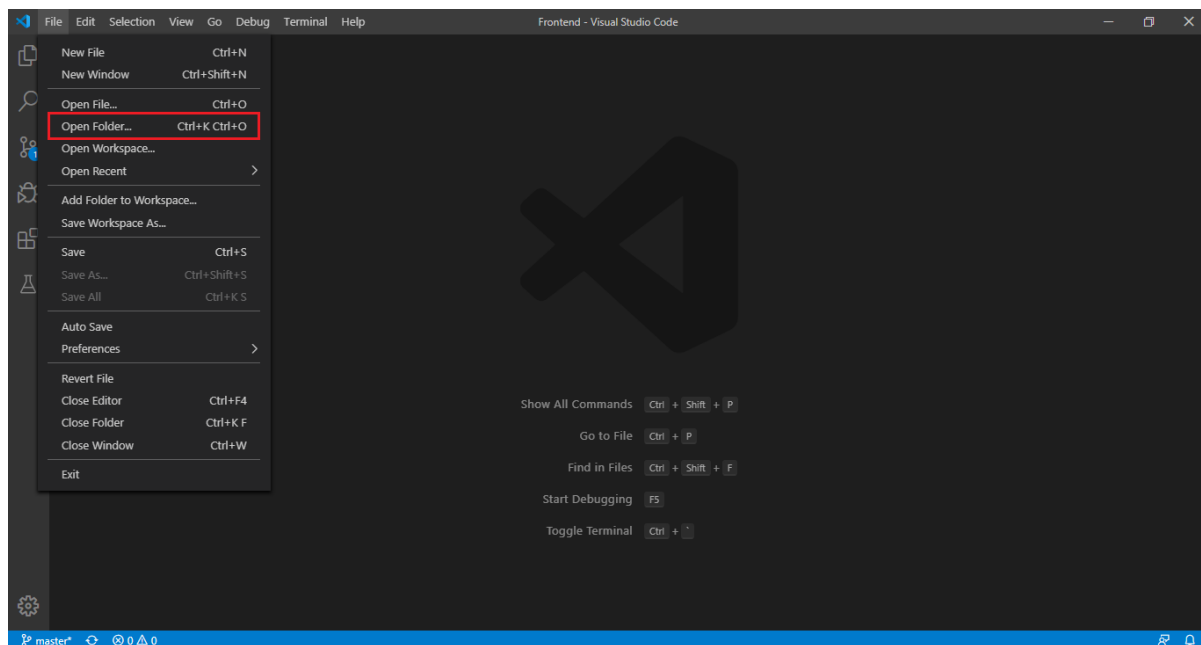 File Edit Selection View Go Debug Terminal Help Frontend - Visual Studio Code
New File Ctrl+N
New Window Ctrl+Shift+N
Open File... Ctrl+O
Open Folder... Ctrl+K Ctrl+O
Open Workspace...
Open Recent
Add Folder to Workspace...
Save Workspace As...
Save Ctrl+S
Save As... Ctrl+Shift+S
Save All Ctrl+K S
Auto Save
Preferences
Revert File
Close Editor Ctrl+F4
Close Folder Ctrl+K F
Close Window Ctrl+W
Exit
1
Show All Commands Ctrl + Shift + P
Go to File Ctrl + P
Find in Files Ctrl + Shift + F
Start Debugging F5
Toggle Terminal Ctrl + `
master* 0 0